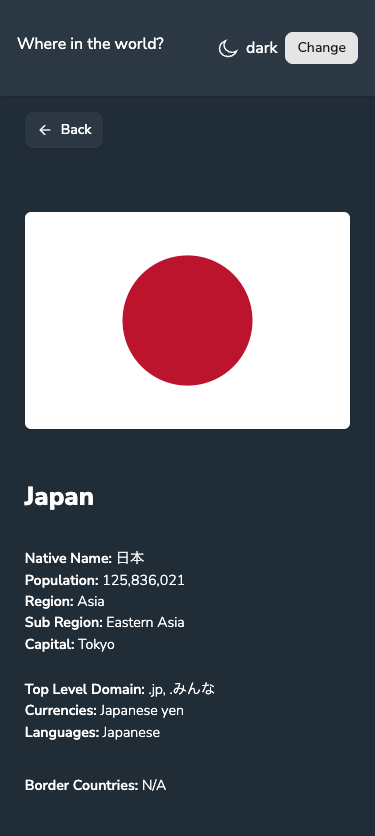 Where in the world?
dark
Change
Back
Japan
Native Name: 日本
Population: 125,836,021
Region: Asia
Sub Region: Eastern Asia
Capital: Tokyo
Top Level Domain: .jp, .みんな
Currencies: Japanese yen
Languages: Japanese
Border Countries: N/A